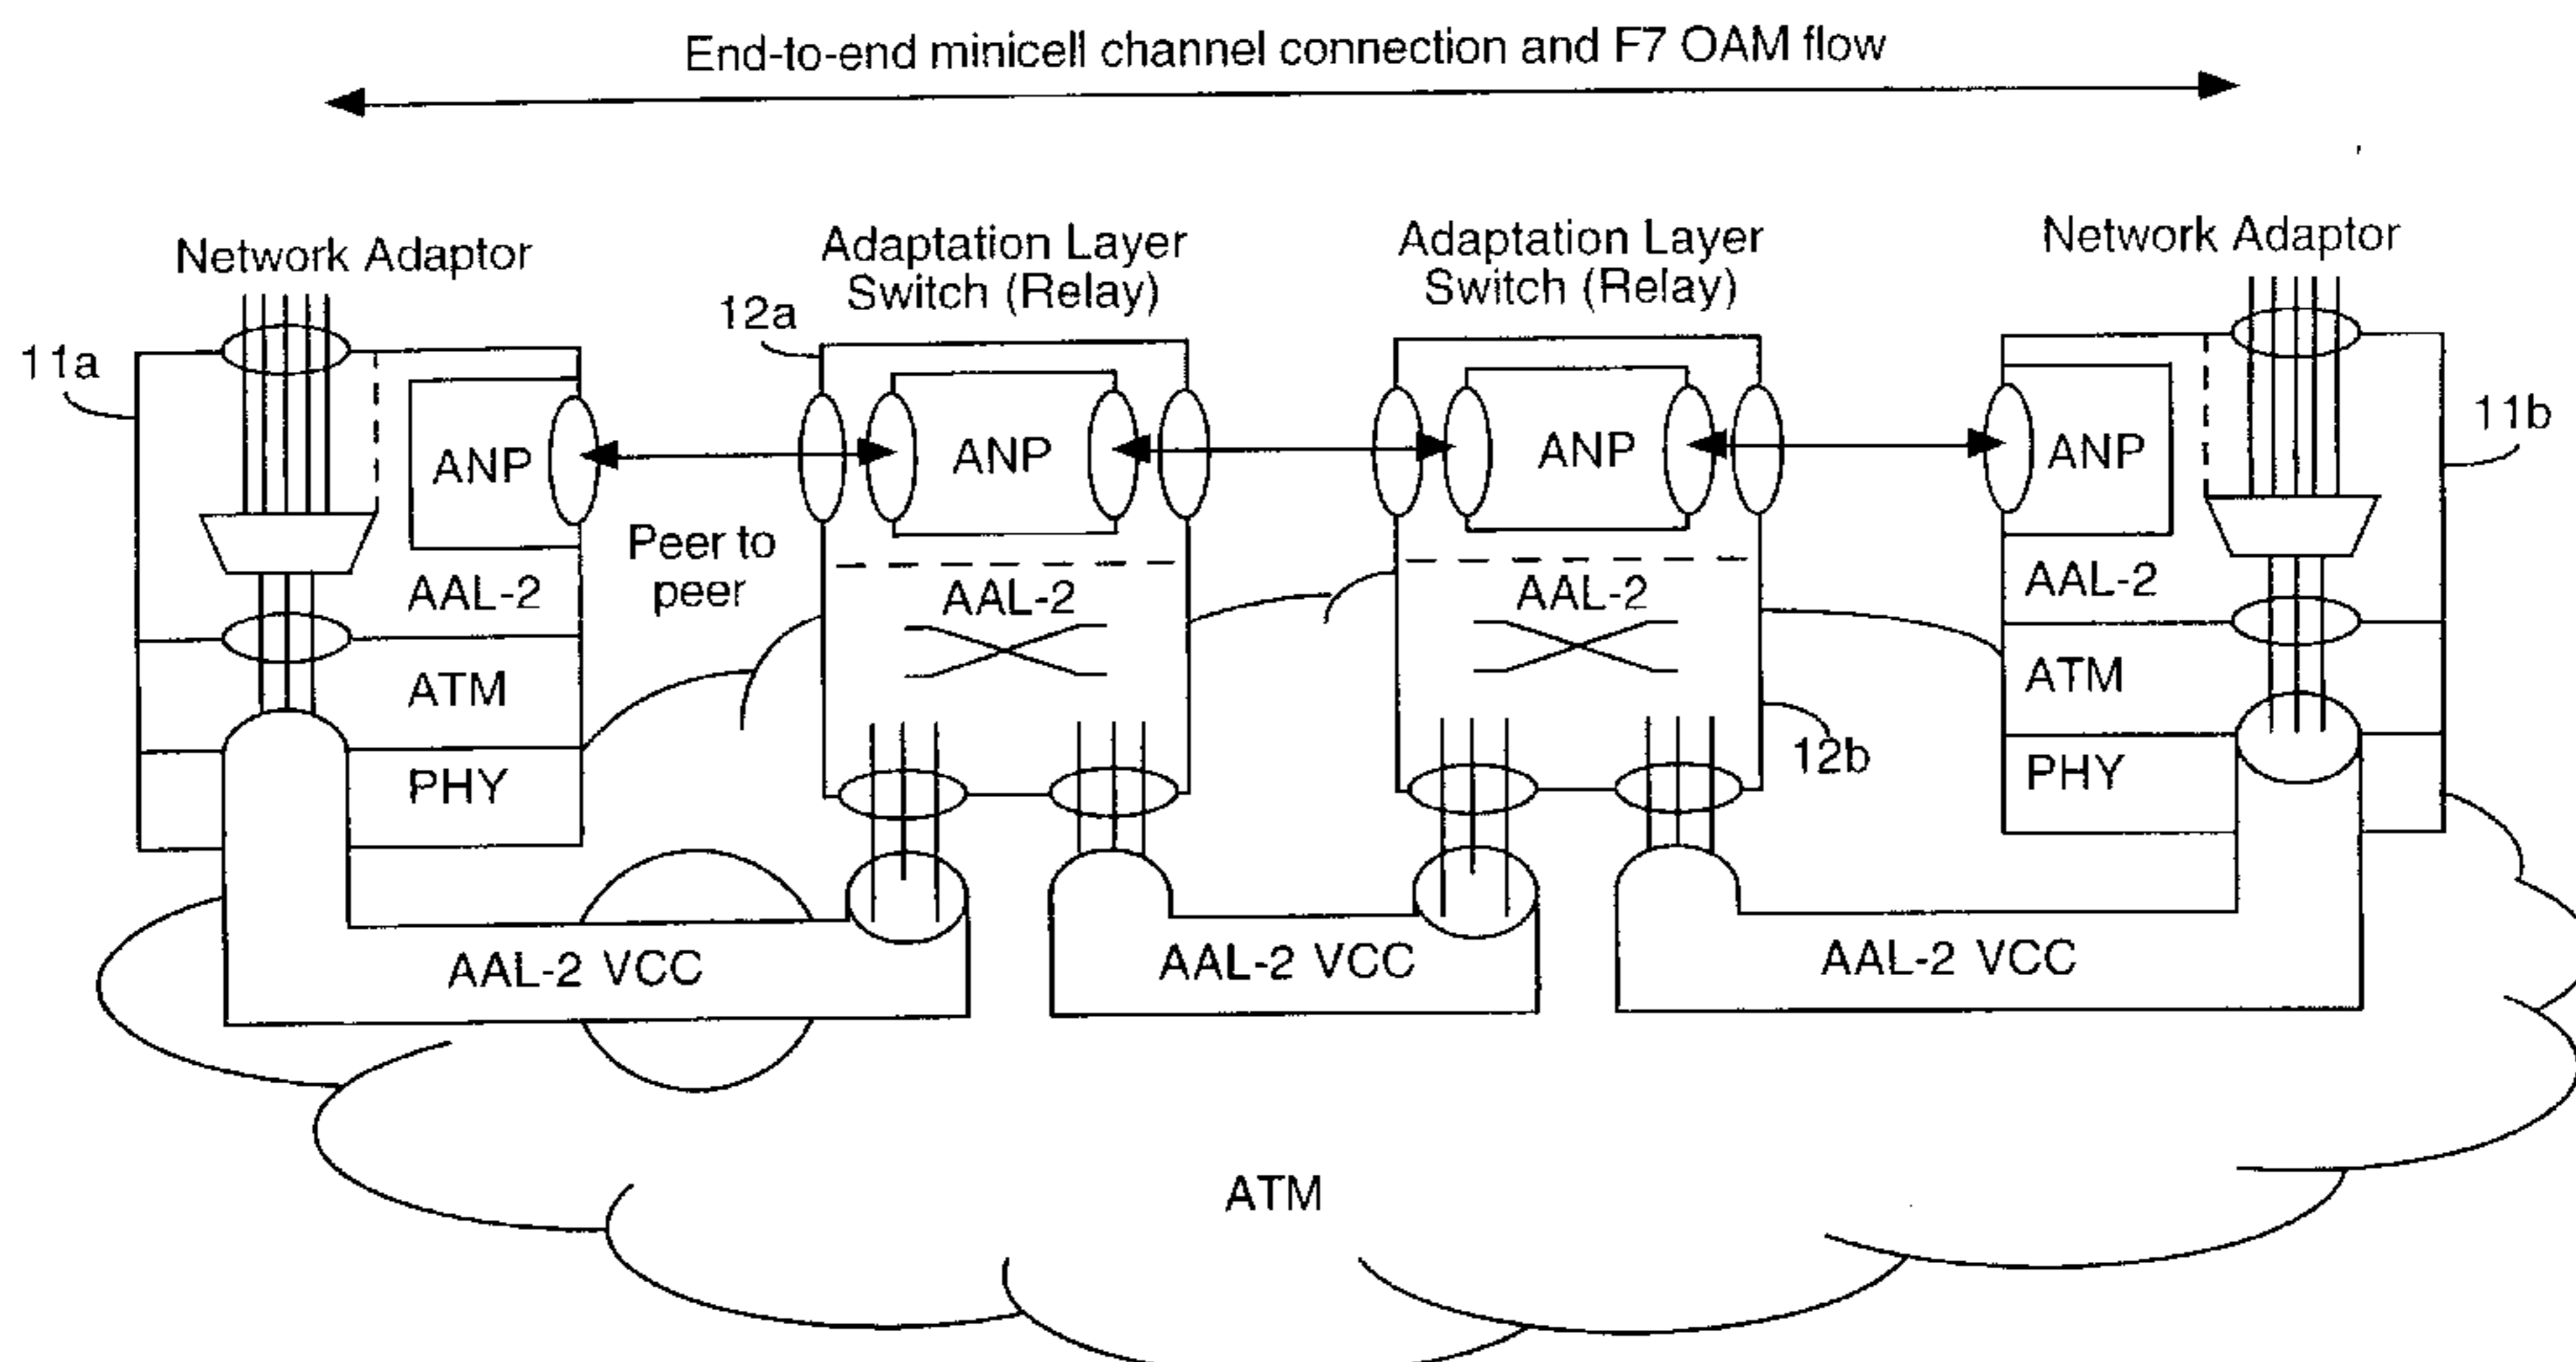 End-to-end minicell channel connection and F7 OAM flow
Network Adaptor
Adaptation Layer
Switch (Relay)
Adaptation Layer
Switch (Relay)
Network Adaptor
11a
12a
11b
ANP
ANP
ANP
ANP
Peer to
peer
AAL-2
AAL-2
AAL-2
AAL-2
ATM
ATM
PHY
12b
PHY
AAL-2 VCC
AAL-2 VCC
AAL-2 VCC
ATM